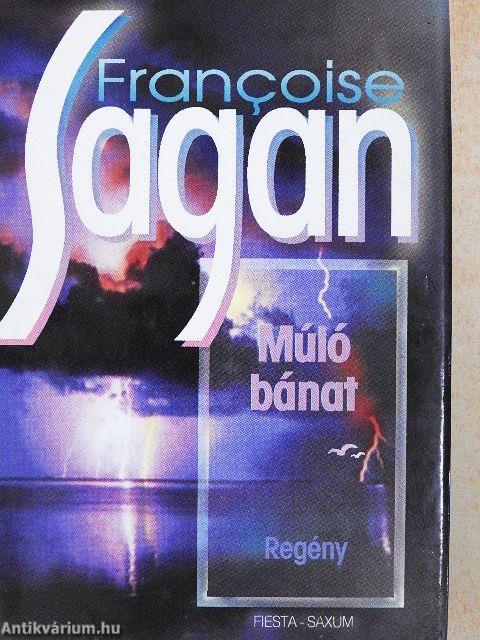 Françoise
Sagan
Múló
bánat
Regény
FIESTA - SAXUM
Antikvárium.hu